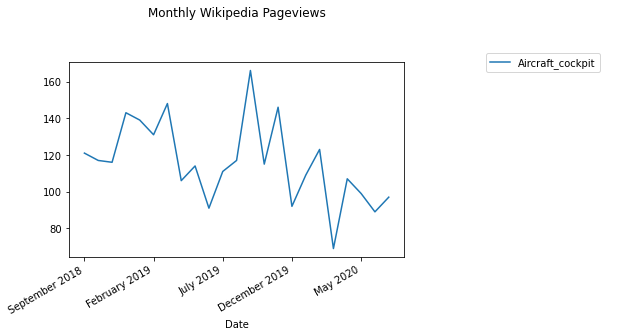 Monthly Wikipedia Pageviews
Aircraft_cockpit
160
140
120
100
80
September 2018
February 2019
July 2019
December 2019
May 2020
Date